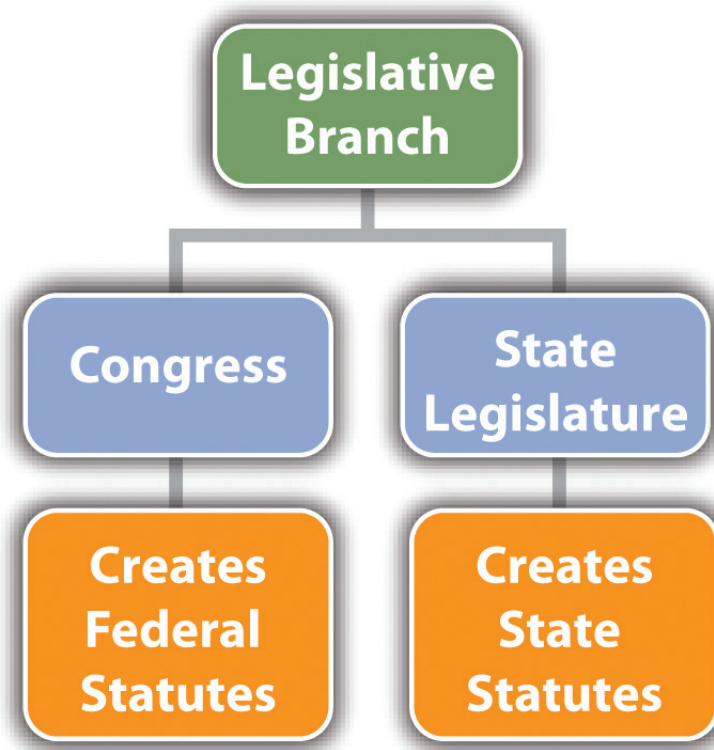 Legislative
Branch
Congress
State
Legislature
Creates
Federal
Statutes
Creates
State
Statutes